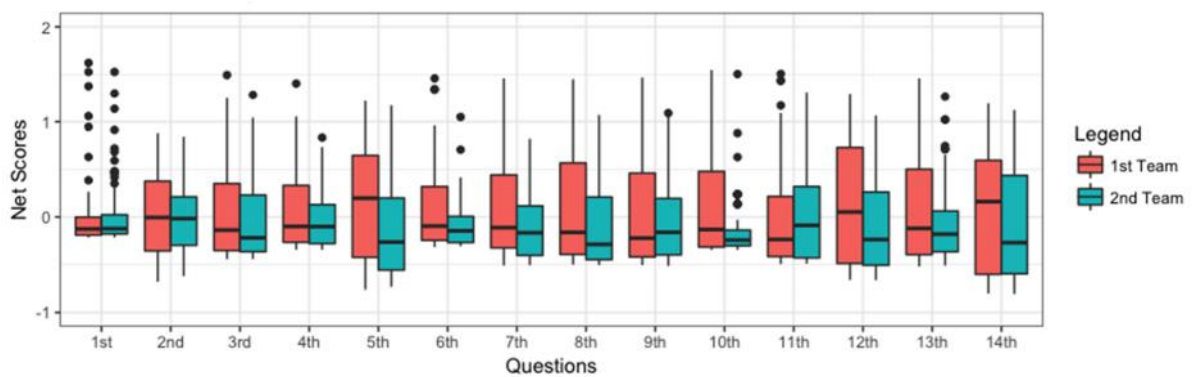 2
1
0
-1
Net Scores
1st 2nd 3rd 4th 5th 6th 7th 8th 9th 10th 11th 12th 13th 14th
Questions
Legend
1st Team
2nd Team